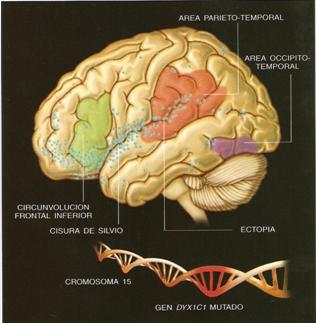 AREA PARIETO-TEMPORAL
AREA OCCIPITO-
TEMPORAL
CIRCUNVOLUCION
FRONTAL INFERIOR
CISURA DE SILVIO
ECTOPIA
CROMOSOMA 15
GEN DYX1C1 MUTADO